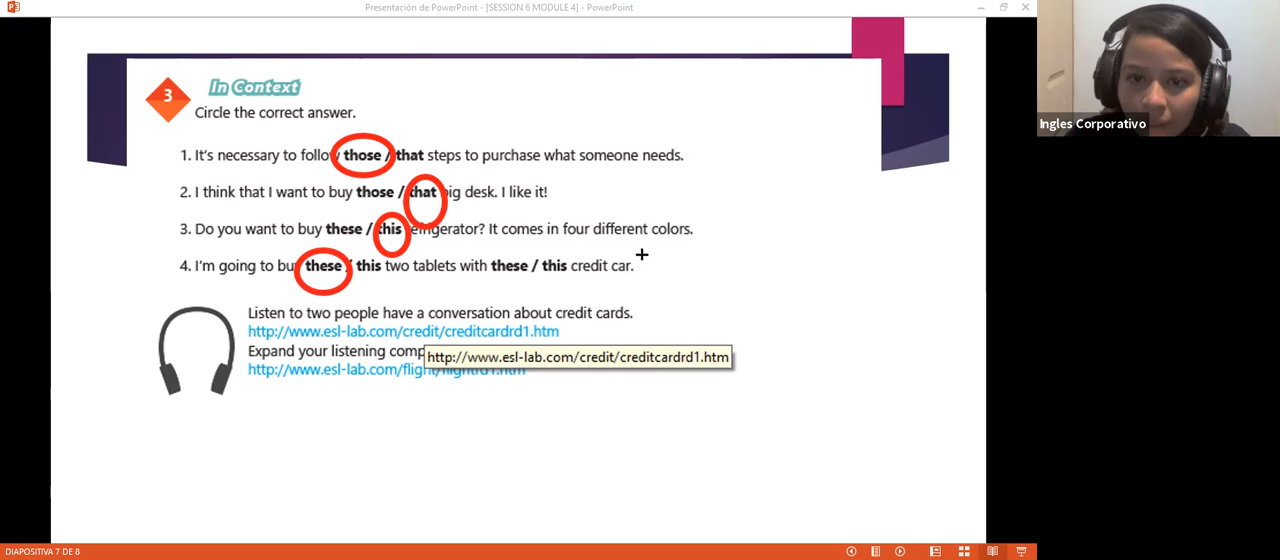 Presentación de PowerPoint - [SESSION 6 MODULE 4] - PowerPoint
Ingles Corporativo
3
In Context
Circle the correct answer.
1. It's necessary to follow those / that steps to purchase what someone needs.
2. I think that I want to buy those / that big desk. I like it!
3. Do you want to buy these / this refrigerator? It comes in four different colors.
4. I'm going to buy these / this two tablets with these / this credit car.
Listen to two people have a conversation about credit cards.
http://www.esl-lab.com/credit/creditcardrd1.htm
Expand your listening comp
http://www.esl-lab.com/credit/creditcardrd1.htm
http://www.esl-lab.com/flight/flightrd1.htm
DIAPOSITIVA 7 DE 8